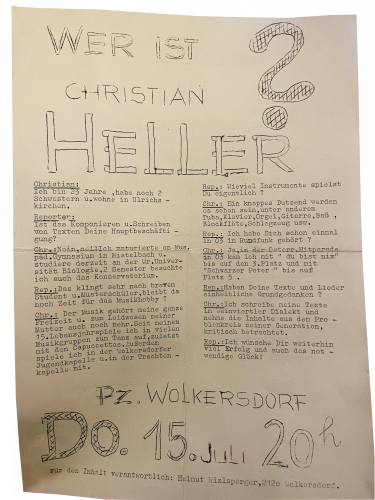 WER IST
?
CHRISTIAN
HELLER
Christian:
Ich bin 23 Jahre ,habe noch 2
Schwestern u.wohne in Ulrichs-
kirchen.
Reporter:
Ist das Komponieren u.Schreiben
von Texten Deine Hauptbeschäfti-
gung?
Chr.:Nein,
ich maturierte am Mus.
päd.Gymnasium in Mistelbach u.
studiere derzeit an der Uni
versität Biologie,2 Semester besuchte
ich auch das Konservatorium.
Rep.:Das klingt sehr nach braven
Student u.Musterschüler,bleibt da
noch Zeit für das Musikhobby ?
Chr.: Der Musik gehört meine ganze
Freizeit u. zum Leidwesen meiner
Mutter auch noch mehr.Seit meinem
15.Lebensjahrspiele ich in vielen
Musikgruppen zum Tanz auf,zuletzt
mit den Capuccettos.Außerdem
spiele ich in der Wolkersdorfer
Jugendkapelle u.in der Trachten-
kapelle mit.
Rep.: Wieviel Instrumente spielst
Du eigentlich ?
Chr.: Ein knappes Dutzend werden
es schon sein,unter anderem
Tuba,Klavier,Orgel,Gitarre,Baß,
Blockflöte,Schlagzeug usw.
Rep.: Ich habe Dich schon einmal
in Ö3 im Rundfunk gehört ?
Chr.: Ja,in der Österr.Hitparade
in Ö3 kam ich mit " du bist nix"
bis auf den 3.Platz und mit
"Schwarzer Peter " bis auf
Platz 5 .
Rep.:Haben Deine Texte und Lieder
einheitliche Grundgedanken ?
Chr.:Ich schreibe meine Texte
in weinviertler Dialekt und
nehme die Inhalte aus den Pro-
blemkreis meiner Generation,
kritisch betrachtet.
Rep.:Ich wünsche Dir weiterhin
viel Erfolg und auch das not-
wendige Glück!
PZ. WOLKERSDORF
DO. 15. JULI 20h
Für den Inhalt verantwortlich: Helmut
2120 Wolkersdorf.